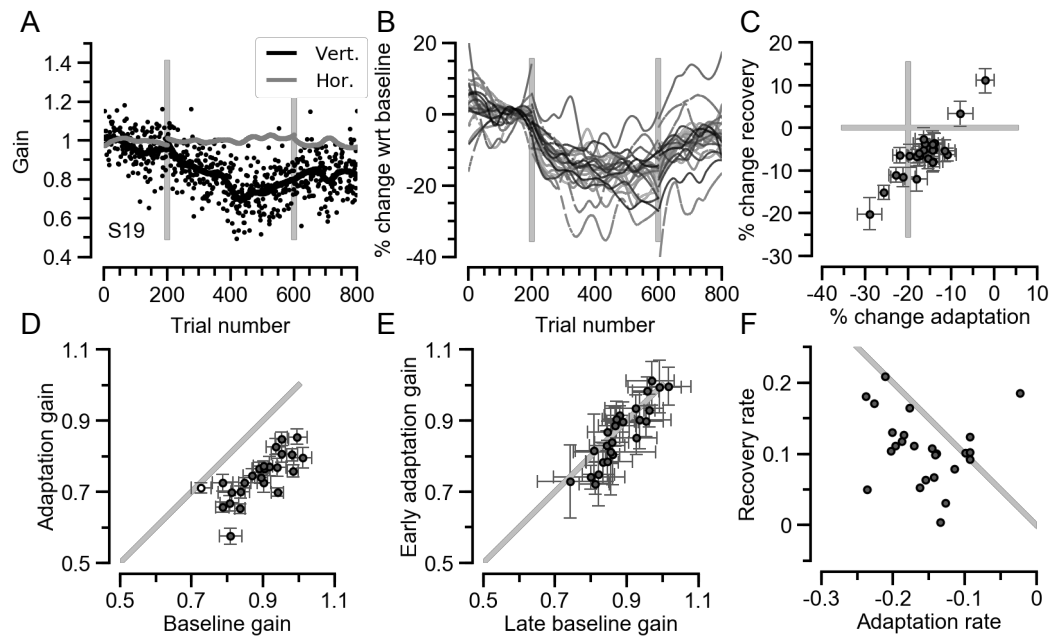 A
Gain
1.4
1.2
1
0.8
0.6
0.4
Vert.
Hor.
S19
0 200 400 600 800
Trial number
B
% change wrt baseline
20
0
-20
-40
0 200 400 600 800
Trial number
C
% change recovery
20
10
0
-10
-20
-30
-40 -30 -20 -10 0 10
% change adaptation
D
Adaptation gain
1.1
0.9
0.7
0.5
0.5 0.7 0.9 1.1
Baseline gain
E
Early adaptation gain
1.1
0.9
0.7
0.5
0.5 0.7 0.9 1.1
Late baseline gain
F
Recovery rate
0.2
0.1
0
-0.3 -0.2 -0.1 0
Adaptation rate